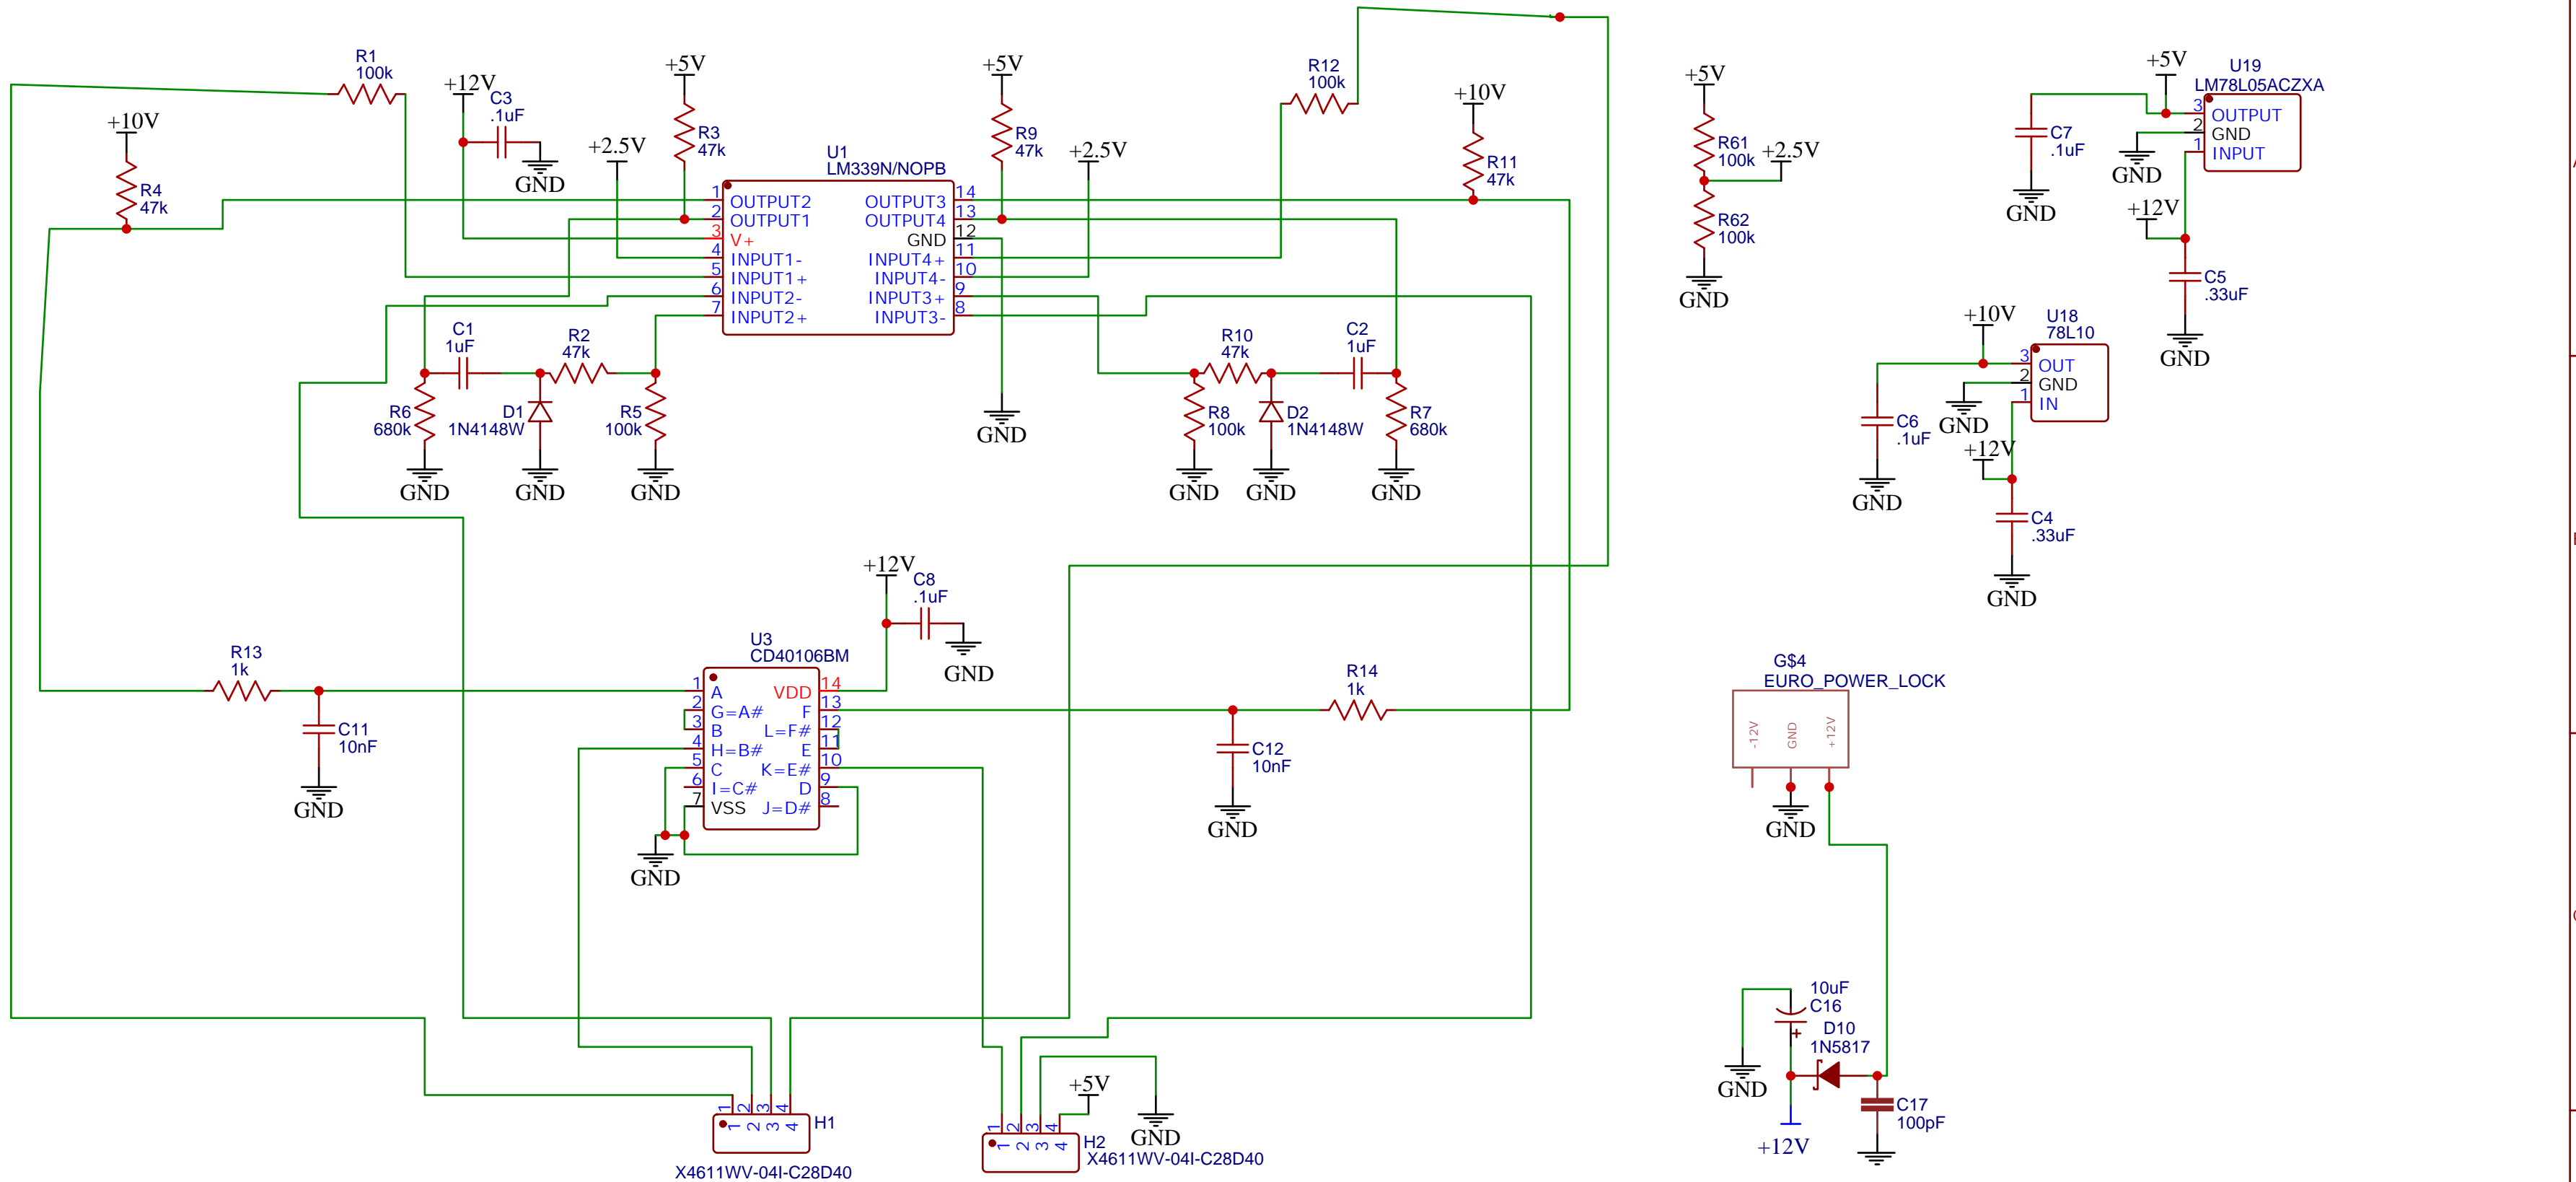 R1
100k
+12V
C3
.1uF
GND
+10V
R4
47k
+2.5V
+5V
R3
47k
U1
LM339N/NOPB
1 OUTPUT2
2 OUTPUT1
3 V+
4 INPUT1-
5 INPUT1+
6 INPUT2-
7 INPUT2+
OUTPUT3 14
OUTPUT4 13
GND 12
INPUT4+ 11
INPUT4- 10
INPUT3+ 9
INPUT3- 8
+5V
R9
47k
+2.5V
GND
R12
100k
+10V
R11
47k
C1
1uF
R2
47k
R6
680k
D1
1N4148W
R5
100k
GND
GND
GND
R10
47k
C2
1uF
R8
100k
D2
1N4148W
R7
680k
GND
GND
GND
+5V
R61
100k
+2.5V
R62
100k
GND
+5V
U19
LM78L05ACZXA
3 OUTPUT
2 GND
1 INPUT
C7
.1uF
GND
GND
+12V
C5
.33uF
GND
+10V
U18
78L10
3 OUT
2 GND
1 IN
C6
.1uF
GND
GND
+12V
C4
.33uF
GND
+12V
C8
.1uF
GND
U3
CD40106BM
1 A
2 G=A#
3 B
4 H=B#
5 C
6 I=C#
7 VSS
VDD 14
F 13
L=F# 12
E 11
K=E# 10
D 9
J=D# 8
GND
R13
1k
C11
10nF
GND
R14
1k
C12
10nF
GND
G$4
EURO_POWER_LOCK
-12V
GND
+12V
GND
10uF
C16
+
D10
1N5817
GND
+12V
C17
100pF
1 2 3 4
1 2 3 4
H1
X4611WV-04I-C28D40
+5V
GND
1 2 3 4
1 2 3 4
H2
X4611WV-04I-C28D40